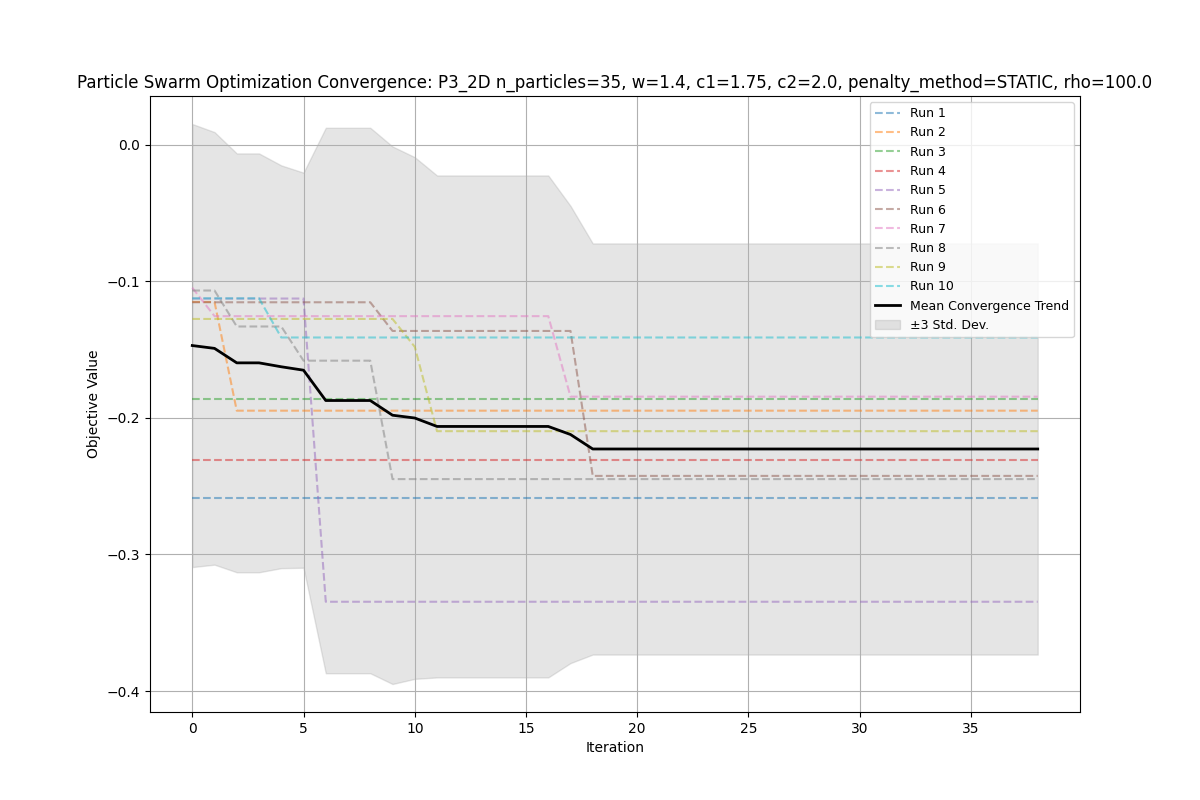 Particle Swarm Optimization Convergence: P3_2D n_particles=35, w=1.4, c1=1.75, c2=2.0, penalty_method=STATIC, rho=100.0
Run 1
Run 2
Run 3
Run 4
Run 5
Run 6
Run 7
Run 8
Run 9
Run 10
Mean Convergence Trend
±3 Std. Dev.
Objective Value
0.0
−0.1
−0.2
−0.3
−0.4
0 5 10 15 20 25 30 35
Iteration